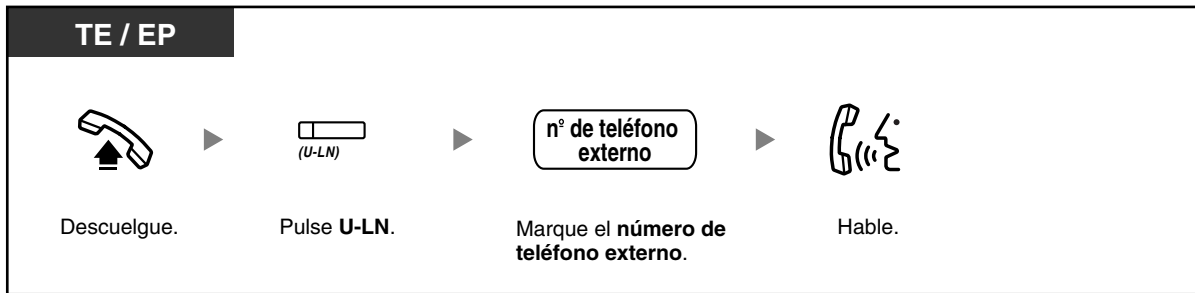 TE / EP
(U-LN)
nº de teléfono
externo
Descuelgue.
Pulse U-LN.
Marque el número de
teléfono externo.
Hable.